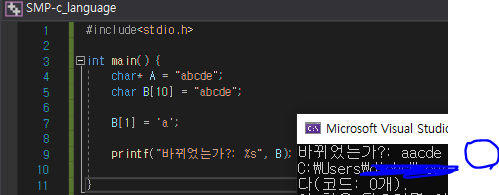 SMP-c_language
1 #include<stdio.h>
2
3 int main() {
4 char* A = "abcde";
5 char B[10] = "abcde";
6
7 B[1] = 'a';
8
9 printf("바뀌었는가?: %s", B);
10
11 }
Microsoft Visual Studio
바뀌었는가?: aacde
C:\Users\
다(코드: 0개)